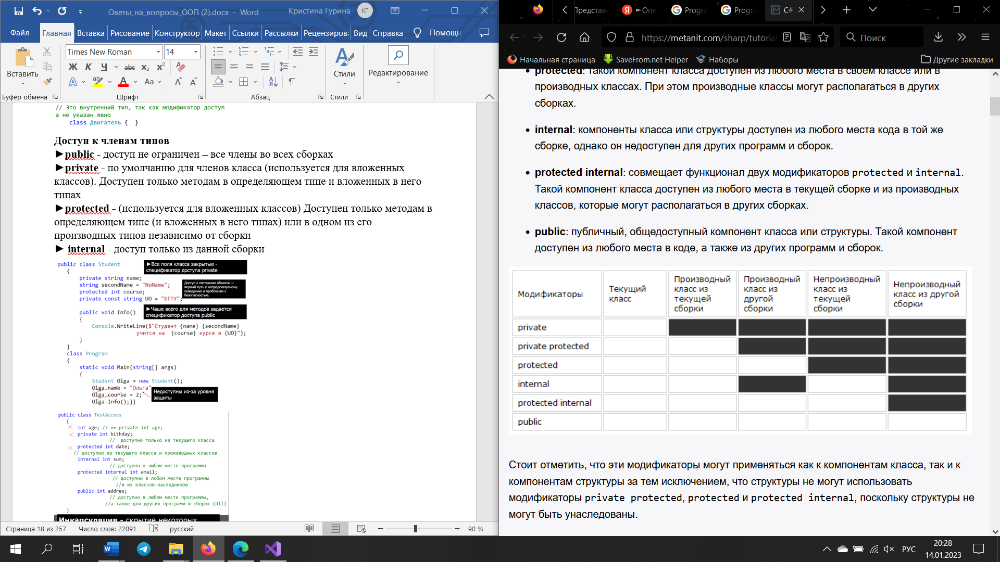 Оветы_на_вопросы_ООП (2).docx - Word
Кристина Гурина
КГ
Файл
Главная
Вставка
Рисование
Конструктор
Макет
Ссылки
Рассылки
Рецензиров
Вид
Справка
Помощн
Вставить
Times New Roman
14
Ж К Ч abc x₂ x²
А ab А Aa A A
Стили
Редактирование
Буфер обмена
Шрифт
Абзац
Стили
// Это внутренний тип, так как модификатор доступ
а не указан явно
class Двигатель { }
Доступ к членам типов
►public - доступ не ограничен – все члены во всех сборках
►private - по умолчанию для членов класса (используется для вложенных
классов). Доступен только методам в определяющем типе и вложенных в него
типах
►protected - (используется для вложенных классов) Доступен только методам в
определяющем типе (и вложенных в него типах) или в одном из его
производных типов независимо от сборки
► internal - доступ только из данной сборки
public class Student
{
►Все поля класса закрытые -
спецификатор доступа private
private string name;
string secondName = "NoName";
protected int course;
private const string UO = "БГТУ";
Доступ к состоянию объекта —
верный путь к непредсказуемому
поведению и проблемам с
безопасностью.
public void Info()
►Чаше всего для методов задается
спецификатор доступа public
{
Console.WriteLine($"Студент {name} {secondName}
учится на {course} курсе в {UO}");
}
}
class Program
{
static void Main(string[] args)
{
Student Olga = new Student();
Olga.name = "Ольга"
Olga.course = 2;
Olga.Info();}}
Недоступны из-за уровня
защиты
public class TestAccess
{
int age; // == private int age;
private int bithday;
// доступно только из текущего класса
protected int date;
// доступно из текущего класса и производных классов
internal int sum;
// доступно в любом месте программы
protected internal int email;
// доступно в любом месте программы
//и из классов-наследников
public int addres;
// доступно в любом месте программы,
//а также для других программ и сборок (dll)
}
Инкапсуляция - скрытие некоторых
Страница 18 из 257
Число слов: 22091
русский
90 %
Представ
Я ►Опе
Progra
Progra
C#
https://metanit.com/sharp/tutorial
Поиск
Начальная страница
SaveFrom.net Helper
Наборы
Другие закладки
protected: такой компонент класса доступен из любого места в своем классе или в
производных классах. При этом производные классы могут располагаться в других
сборках.
internal: компоненты класса или структуры доступен из любого места кода в той же
сборке, однако он недоступен для других программ и сборок.
protected internal: совмещает функционал двух модификаторов protected и internal.
Такой компонент класса доступен из любого места в текущей сборке и из производных
классов, которые могут располагаться в других сборках.
public: публичный, общедоступный компонент класса или структуры. Такой компонент
доступен из любого места в коде, а также из других программ и сборок.
Модификаторы
Текущий
класс
Производный
класс из
текущей
сборки
Производный
класс из
другой
сборки
Непроизводный
класс из
текущей
сборки
Непроизводный
класс из другой
сборки
private
private protected
protected
internal
protected internal
public
Стоит отметить, что эти модификаторы могут применяться как к компонентам класса, так и к
компонентам структуры за тем исключением, что структуры не могут использовать
модификаторы private protected, protected и protected internal, поскольку структуры не
могут быть унаследованы.
РУС
20:28
14.01.2023